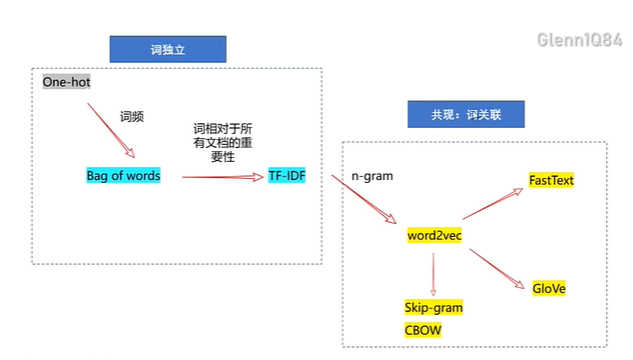 Glenn1Q84
词独立
One-hot
词频
词相对于所
有文档的重
要性
Bag of words
TF-IDF
共现：词关联
n-gram
FastText
word2vec
GloVe
Skip-gram
CBOW